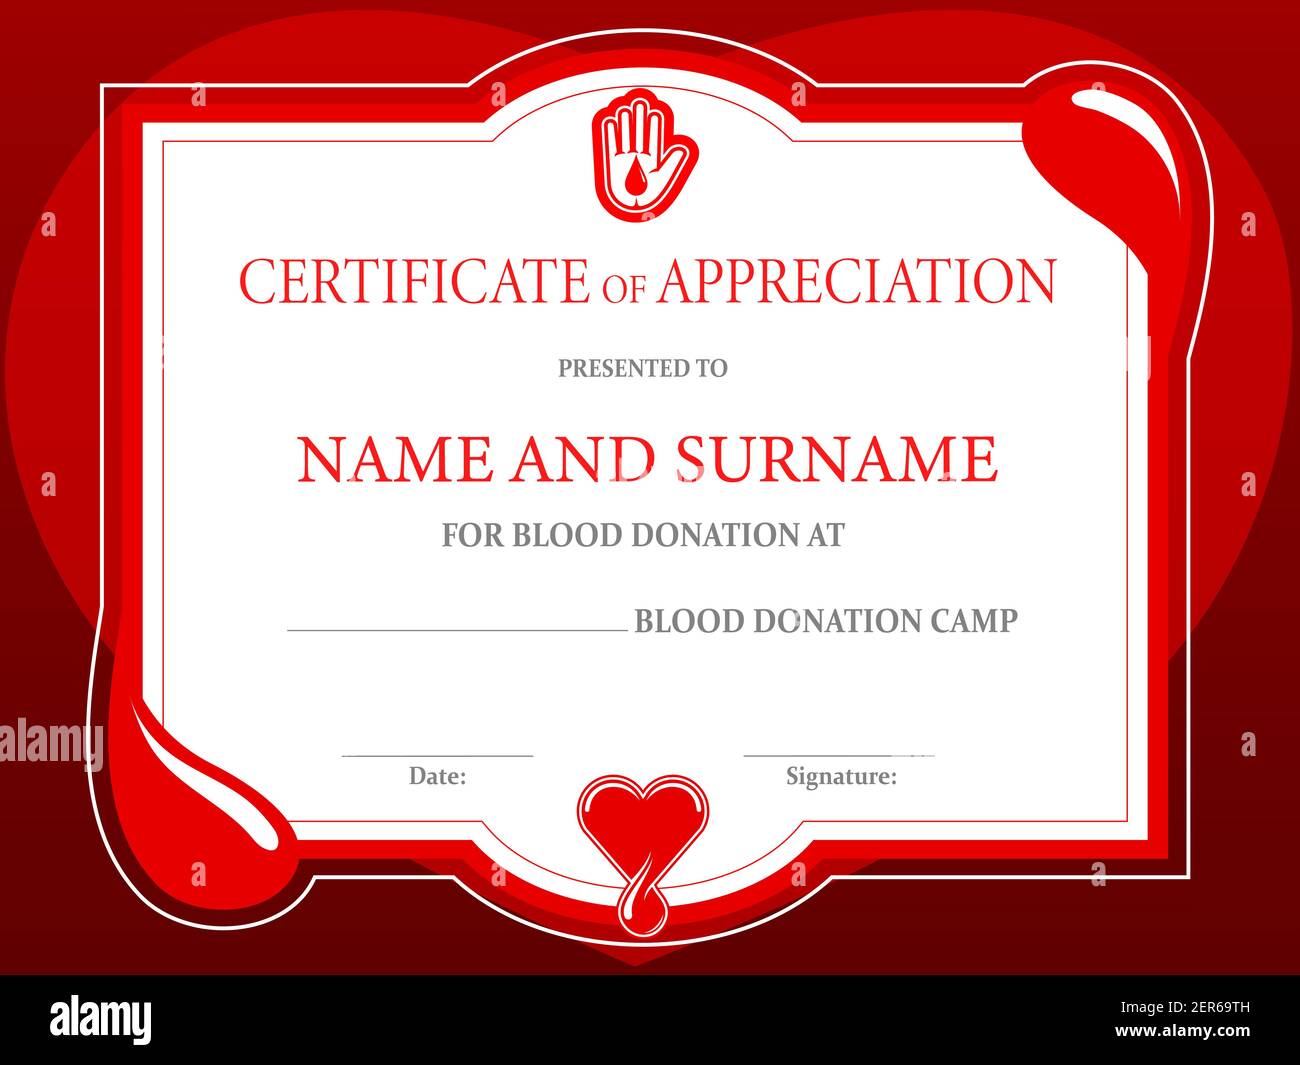 CERTIFICATE OF APPRECIATION
PRESENTED TO
NAME AND SURNAME
FOR BLOOD DONATION AT
BLOOD DONATION CAMP
Date:
Signature:
alamy
alamy
Image ID: 2ER69TH
www.alamy.com